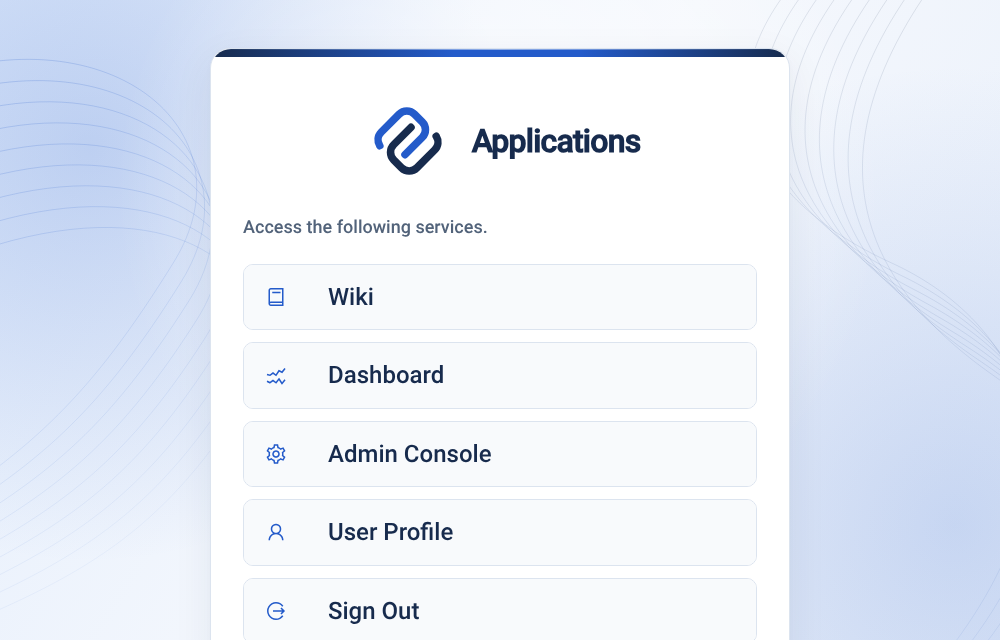 Applications
Access the following services.
Wiki
Dashboard
Admin Console
User Profile
Sign Out